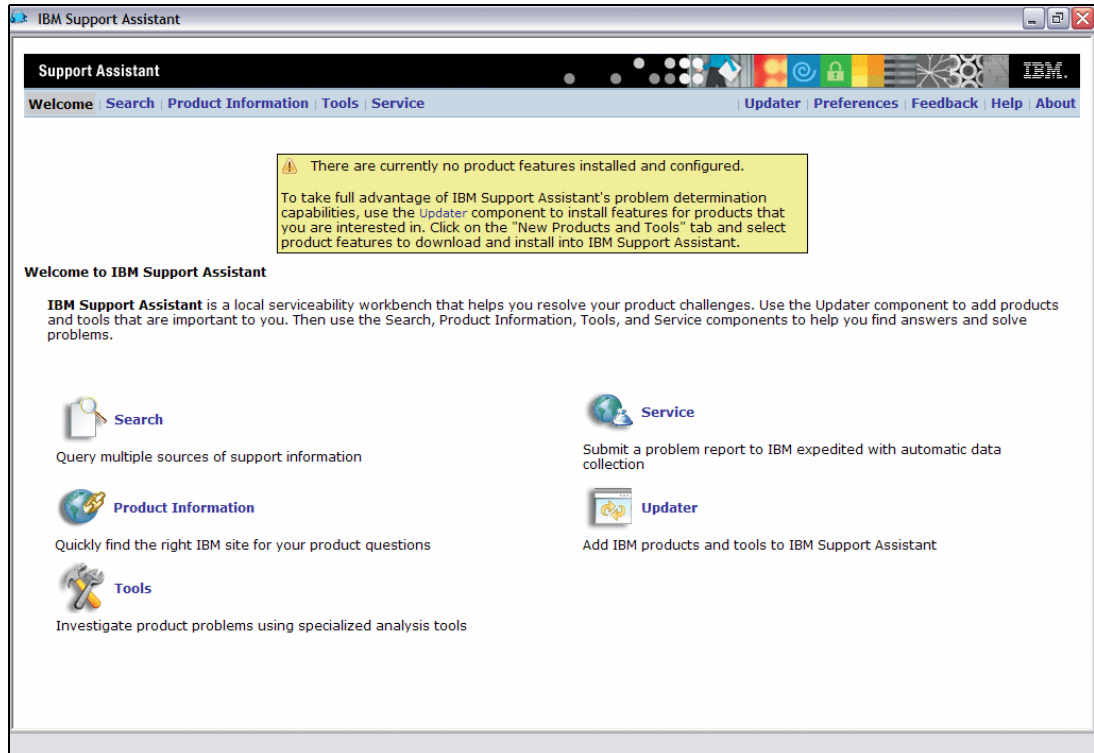 IBM Support Assistant
Support Assistant
IBM.
Welcome | Search | Product Information | Tools | Service
| Updater | Preferences | Feedback | Help | About
There are currently no product features installed and configured.
To take full advantage of IBM Support Assistant's problem determination
capabilities, use the Updater component to install features for products that
you are interested in. Click on the "New Products and Tools" tab and select
product features to download and install into IBM Support Assistant.
Welcome to IBM Support Assistant
IBM Support Assistant is a local serviceability workbench that helps you resolve your product challenges. Use the Updater component to add products
and tools that are important to you. Then use the Search, Product Information, Tools, and Service components to help you find answers and solve
problems.
Search
Query multiple sources of support information
Service
Submit a problem report to IBM expedited with automatic data
collection
Product Information
Quickly find the right IBM site for your product questions
Updater
Add IBM products and tools to IBM Support Assistant
Tools
Investigate product problems using specialized analysis tools